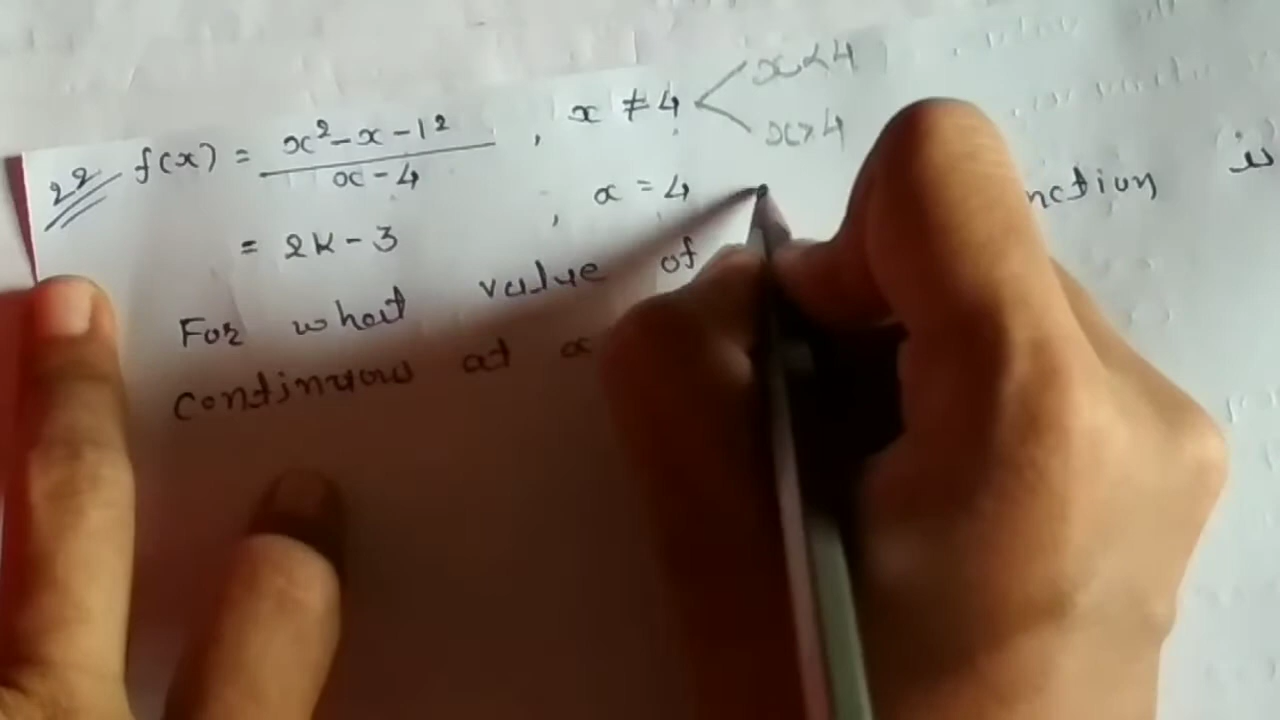 x<4
22 f(x) = x²-x-12 / x-4 , x ≠ 4
x>4
= 2K-3 , x = 4
For what value of nction is
continuous at x